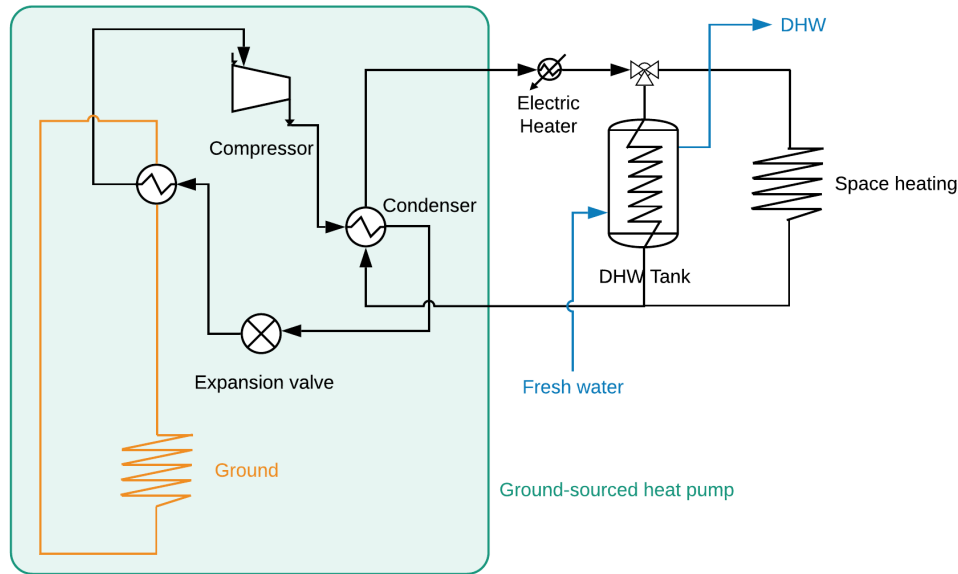 DHW
Electric
Heater
Compressor
Space heating
Condenser
DHW Tank
Expansion valve
Fresh water
Ground
Ground-sourced heat pump